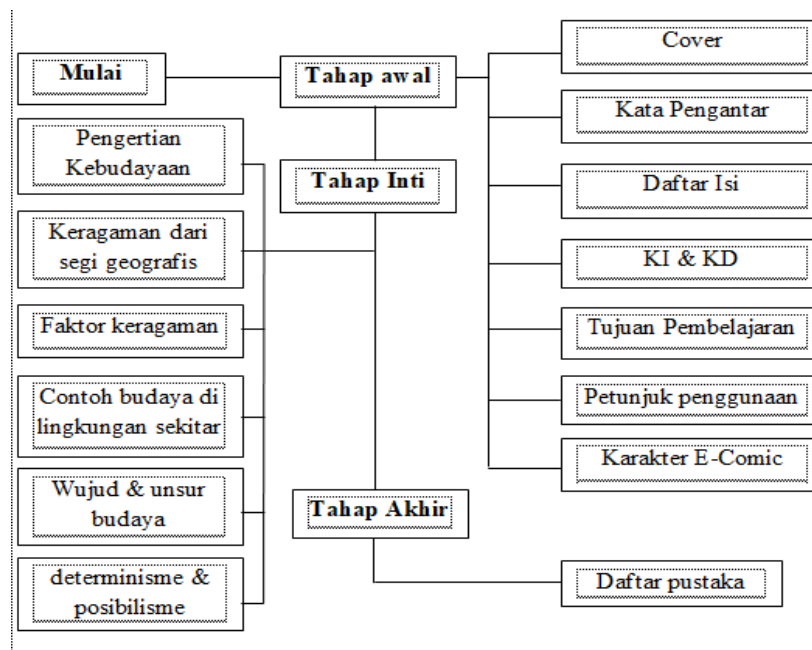 Mulai
Tahap awal
Cover
Kata Pengantar
Daftar Isi
KI & KD
Tujuan Pembelajaran
Petunjuk penggunaan
Karakter E-Comic
Tahap Inti
Pengertian
Kebudayaan
Keragaman dari
segi geografis
Faktor keragaman
Contoh budaya di
lingkungan sekitar
Wujud & unsur
budaya
determinisme &
posibilisme
Tahap Akhir
Daftar pustaka